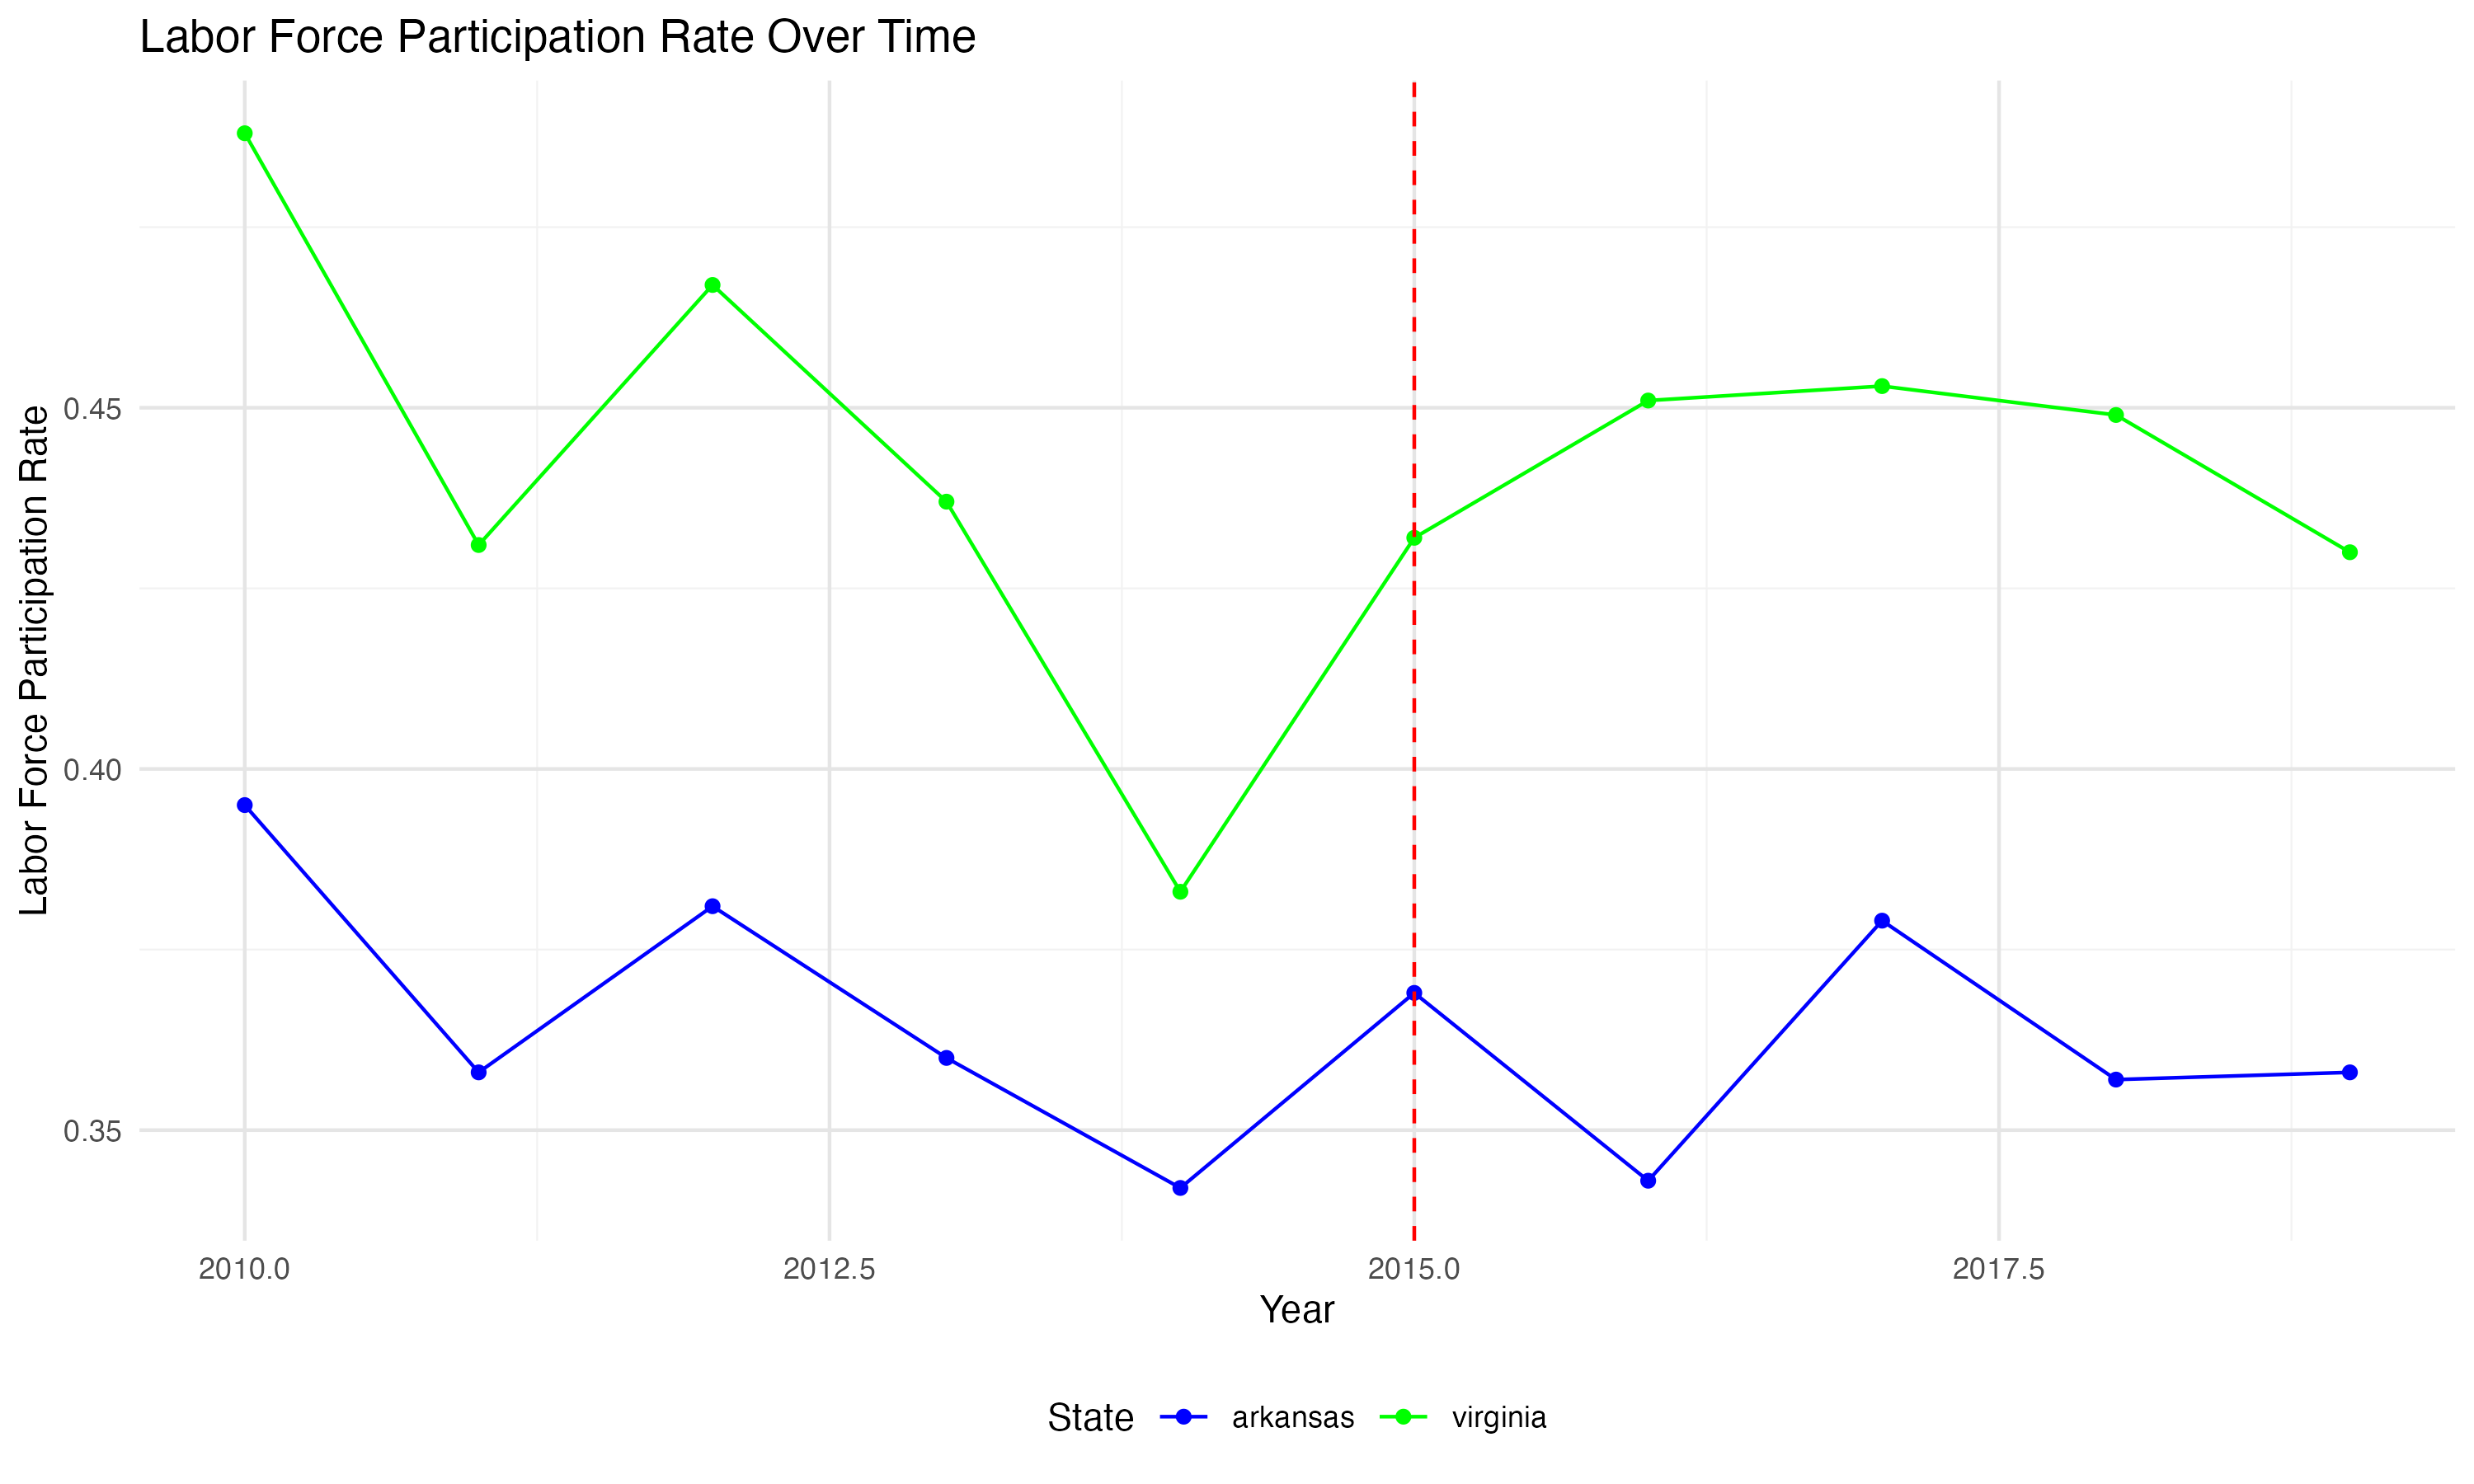 Labor Force Participation Rate Over Time
Labor Force Participation Rate
0.45
0.40
0.35
2010.0 2012.5 2015.0 2017.5
Year
State arkansas virginia